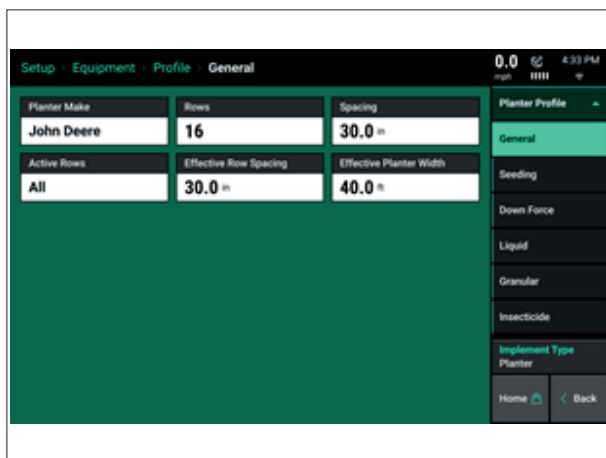 Setup Equipment Profile General
0.0 mph
4:33 PM
Planter Make
John Deere
Rows
16
Spacing
30.0 in
Active Rows
All
Effective Row Spacing
30.0 in
Effective Planter Width
40.0 ft
Planter Profile
General
Seeding
Down Force
Liquid
Granular
Insecticide
Implement Type
Planter
Home
< Back